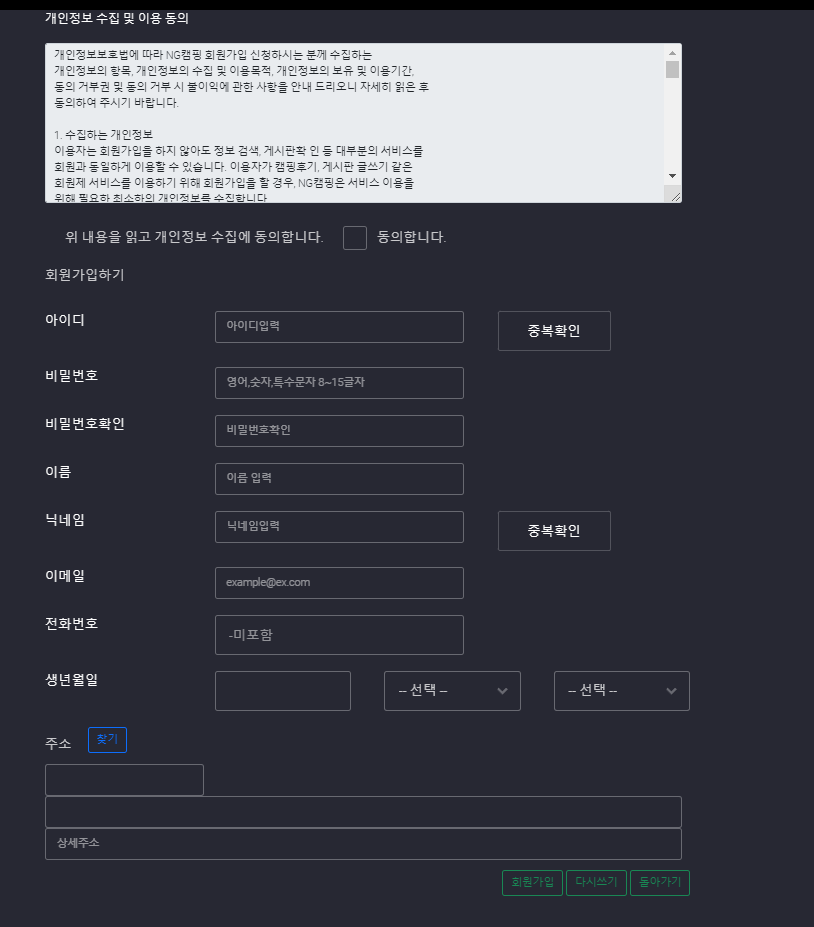 개인정보 수집 및 이용 동의
개인정보보호법에 따라 NG캠핑 회원가입 신청하시는 분께 수집하는
개인정보의 항목, 개인정보의 수집 및 이용목적, 개인정보의 보유 및 이용기간,
동의 거부권 및 동의 거부 시 불이익에 관한 사항을 안내 드리오니 자세히 읽은 후
동의하여 주시기 바랍니다.
1. 수집하는 개인정보
이용자는 회원가입을 하지 않아도 정보 검색, 게시판확 인 등 대부분의 서비스를
회원과 동일하게 이용할 수 있습니다. 이용자가 캠핑후기, 게시판 글쓰기 같은
회원제 서비스를 이용하기 위해 회원가입을 할 경우, NG캠핑은 서비스 이용을
위해 필요한 최소한의 개인정보를 수집합니다
위 내용을 읽고 개인정보 수집에 동의합니다. 동의합니다.
회원가입하기
아이디 아이디입력 중복확인
비밀번호 영어,숫자,특수문자 8~15글자
비밀번호확인 비밀번호확인
이름 이름 입력
닉네임 닉네임입력 중복확인
이메일 example@ex.com
전화번호 -미포함
생년월일 -- 선택 -- -- 선택 --
주소 찾기
상세주소
회원가입 다시쓰기 돌아가기